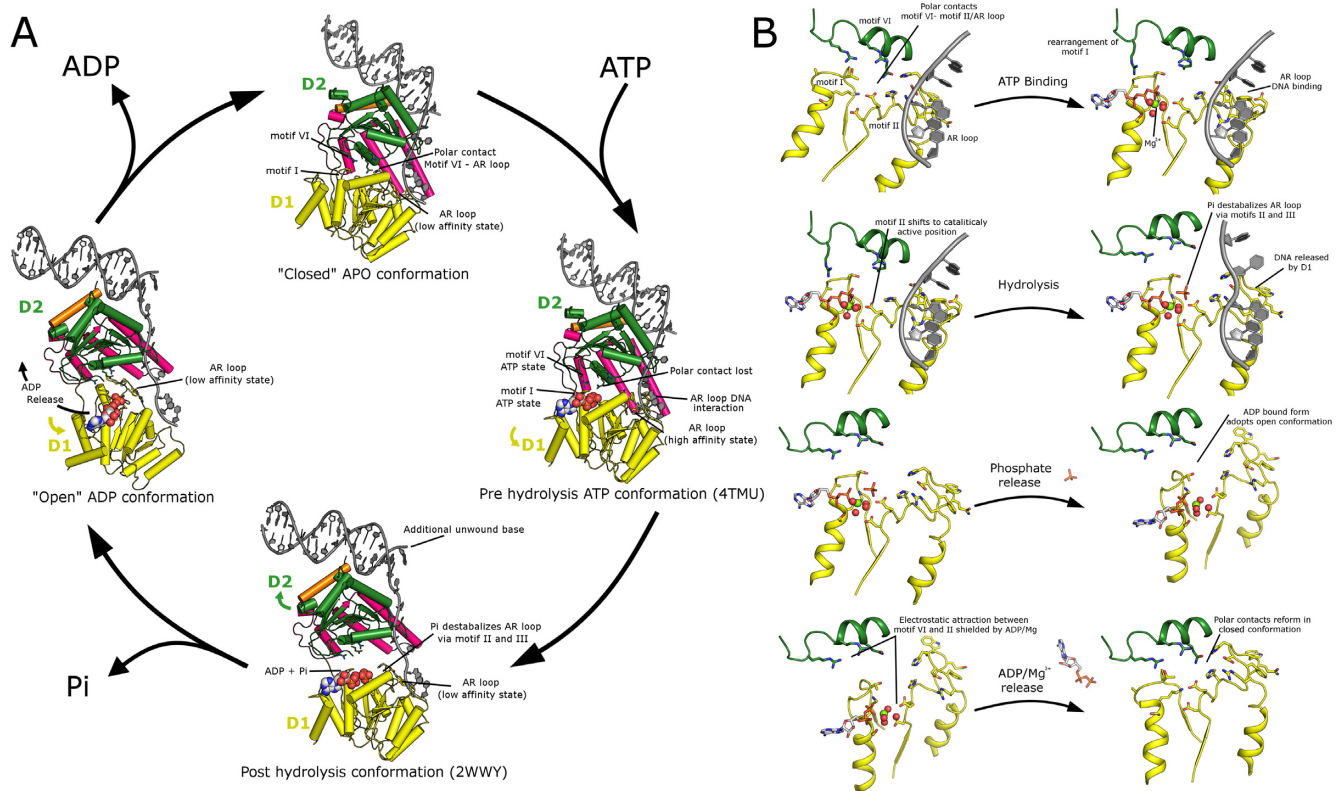 A
ADP
ATP
D2
motif VI
Polar contact
Motif VI - AR loop
motif I
D1
AR loop
(low affinity state)
"Closed" APO conformation
D2
AR loop
(low affinity state)
ADP
Release
D1
"Open" ADP conformation
D2
motif VI
ATP state
Polar contact lost
motif I
ATP state
AR loop DNA
interaction
D1
AR loop
(high affinity state)
Pre hydrolysis ATP conformation (4TMU)
Additional unwound base
D2
Pi destabalizes AR loop
via motif II and III
ADP + Pi
AR loop
(low affinity state)
D1
Post hydrolysis conformation (2WWY)
Pi
B
Polar contacts
motif VI- motif II/AR loop
motif VI
motif I
motif II
AR loop
ATP Binding
rearrangement of
motif I
AR loop
DNA binding
Mg²⁺
motif II shifts to cataliticaly
active position
Hydrolysis
Pi destabalizes AR loop
via motifs II and III
DNA released
by D1
Phosphate
release
ADP bound form
adopts open conformation
Electrostatic attraction between
motif VI and II shielded by ADP/Mg
ADP/Mg²⁺
release
Polar contacts reform in
closed conformation